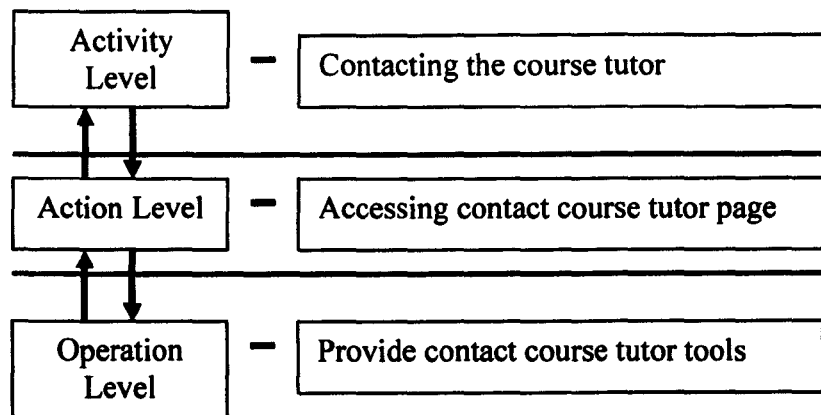 Activity
Level
Contacting the course tutor
Action Level
Accessing contact course tutor page
Operation
Level
Provide contact course tutor tools